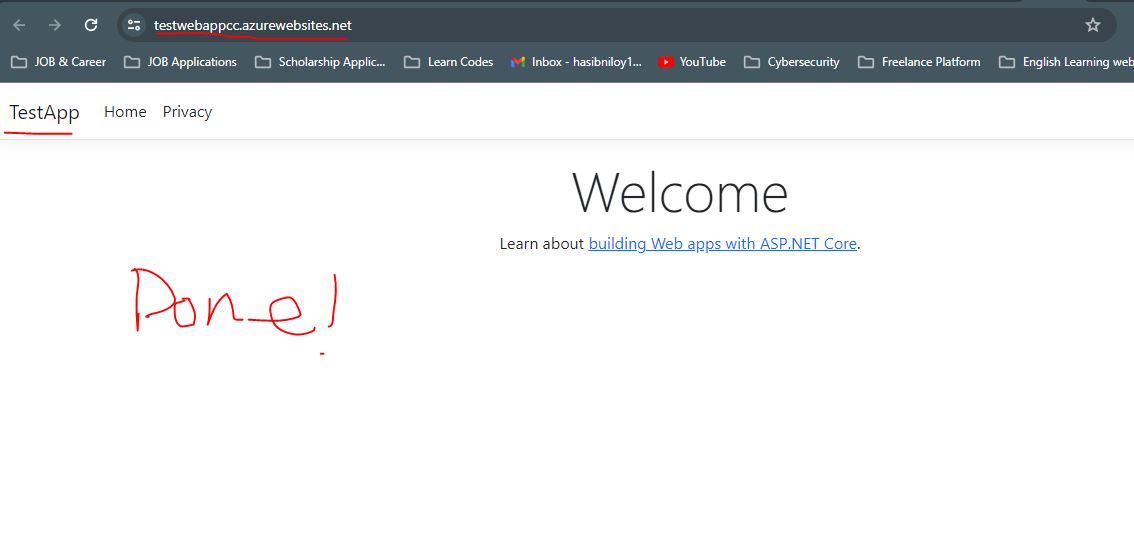 testwebappcc.azurewebsites.net
JOB & Career JOB Applications Scholarship Applic... Learn Codes Inbox - hasibniloy1... YouTube Cybersecurity Freelance Platform English Learning web
TestApp Home Privacy
Welcome
Learn about building Web apps with ASP.NET Core.
Done!